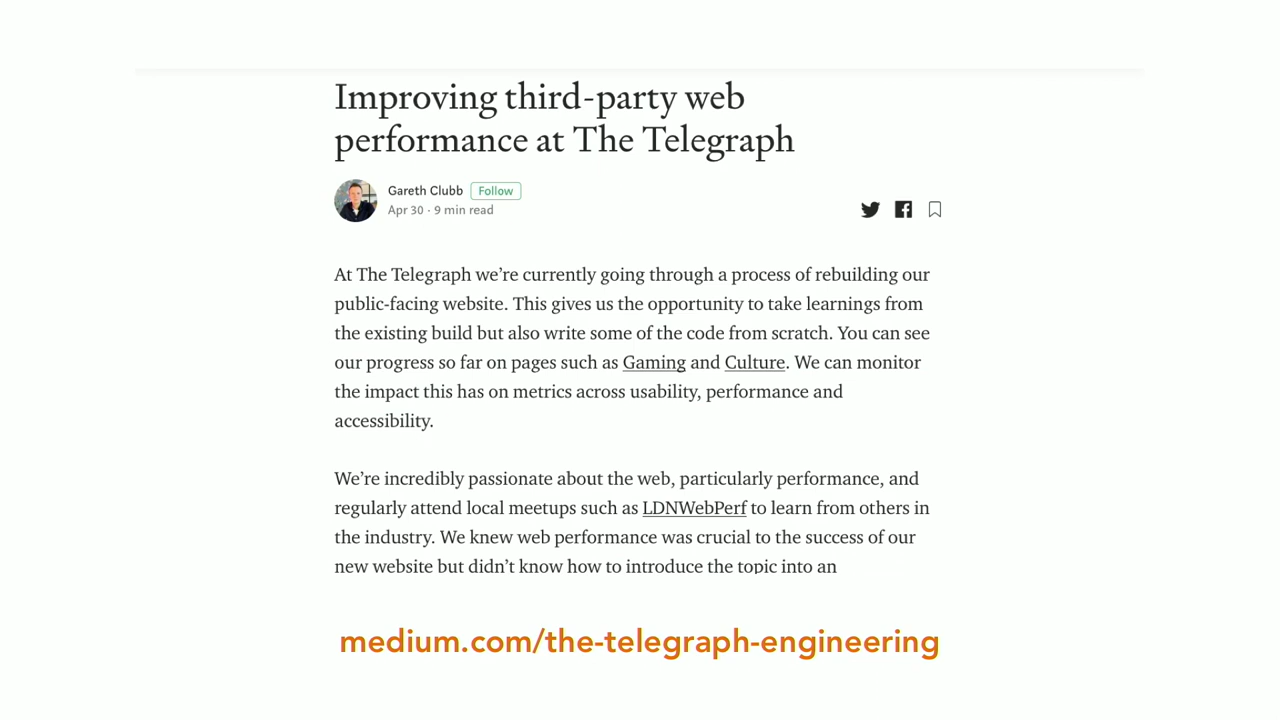 Improving third-party web
performance at The Telegraph
Gareth Clubb Follow
Apr 30 · 9 min read
At The Telegraph we’re currently going through a process of rebuilding our
public-facing website. This gives us the opportunity to take learnings from
the existing build but also write some of the code from scratch. You can see
our progress so far on pages such as Gaming and Culture. We can monitor
the impact this has on metrics across usability, performance and
accessibility.
We’re incredibly passionate about the web, particularly performance, and
regularly attend local meetups such as LDNWebPerf to learn from others in
the industry. We knew web performance was crucial to the success of our
new website but didn’t know how to introduce the topic into an
medium.com/the-telegraph-engineering